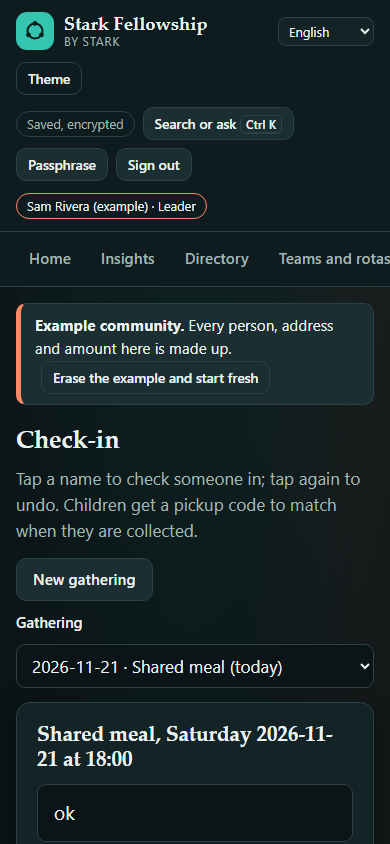 Stark Fellowship
BY STARK
English
Theme
Saved, encrypted
Search or ask Ctrl K
Passphrase
Sign out
Sam Rivera (example) · Leader
Home Insights Directory Teams and rotas
Example community. Every person, address
and amount here is made up.
Erase the example and start fresh
Check-in
Tap a name to check someone in; tap again to
undo. Children get a pickup code to match
when they are collected.
New gathering
Gathering
2026-11-21 · Shared meal (today)
Shared meal, Saturday 2026-11-
21 at 18:00
ok